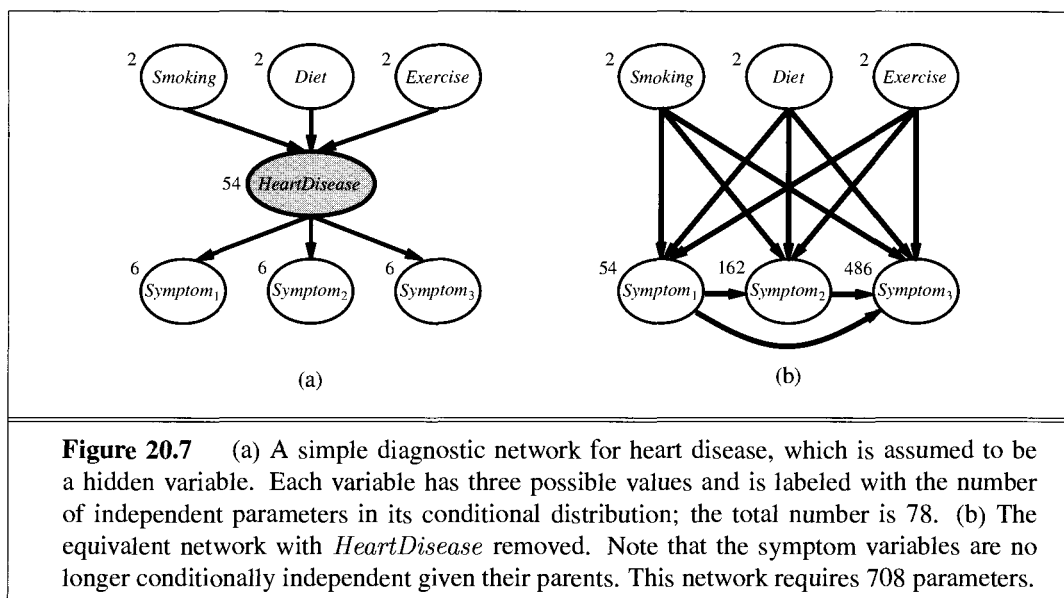 2 Smoking 2 Diet 2 Exercise
54 HeartDisease
6 Symptom1 6 Symptom2 6 Symptom3
(a)
2 Smoking 2 Diet 2 Exercise
54 Symptom1 162 Symptom2 486 Symptom3
(b)
Figure 20.7 (a) A simple diagnostic network for heart disease, which is assumed to be
a hidden variable. Each variable has three possible values and is labeled with the number
of independent parameters in its conditional distribution; the total number is 78. (b) The
equivalent network with HeartDisease removed. Note that the symptom variables are no
longer conditionally independent given their parents. This network requires 708 parameters.